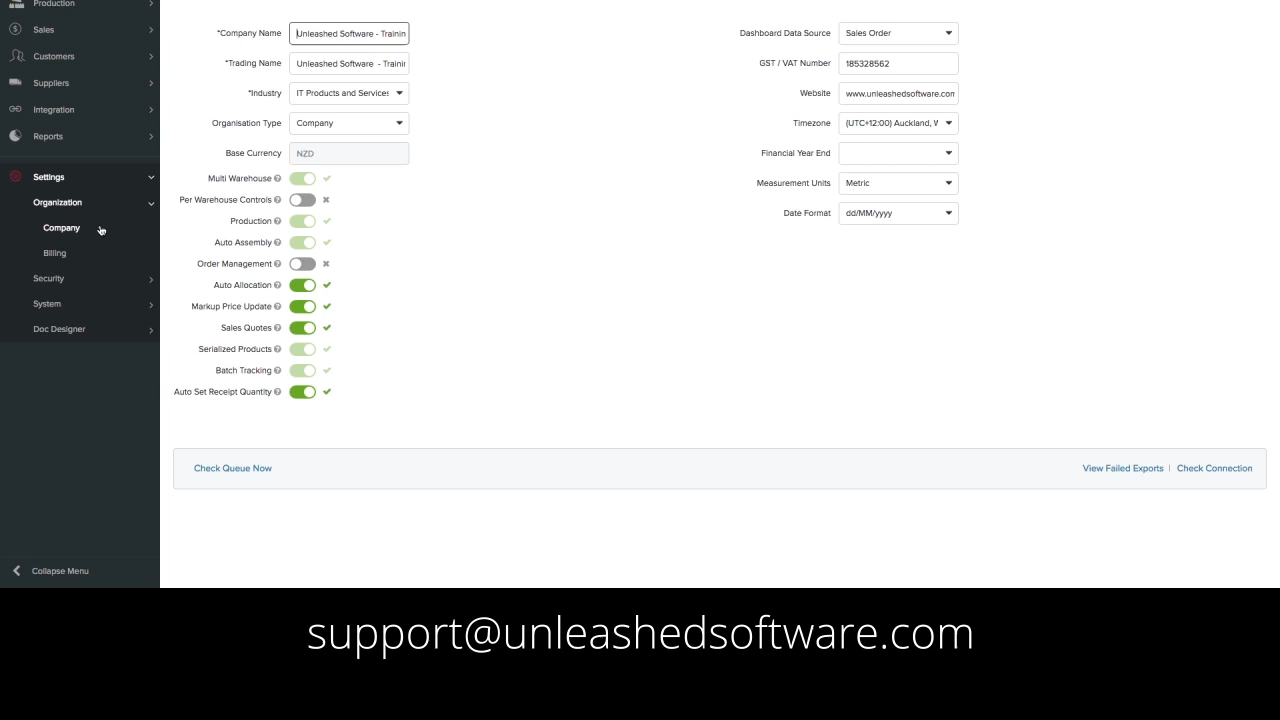 Production
Sales
Customers
Suppliers
Integration
Reports
Settings
Organization
Company
Billing
Security
System
Doc Designer
Collapse Menu
*Company Name Unleashed Software - Trainin
*Trading Name Unleashed Software - Trainin
*Industry IT Products and Services
Organisation Type Company
Base Currency NZD
Multi Warehouse
Per Warehouse Controls
Production
Auto Assembly
Order Management
Auto Allocation
Markup Price Update
Sales Quotes
Serialized Products
Batch Tracking
Auto Set Receipt Quantity
Dashboard Data Source Sales Order
GST / VAT Number 185328562
Website www.unleashedsoftware.com
Timezone (UTC+12:00) Auckland, W
Financial Year End
Measurement Units Metric
Date Format dd/MM/yyyy
Check Queue Now
View Failed Exports | Check Connection
support@unleashedsoftware.com